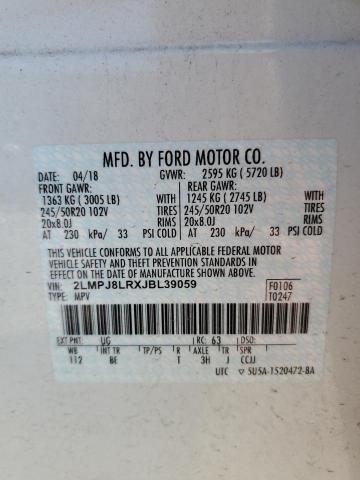 MFD. BY FORD MOTOR CO.
DATE: 04/18 GVWR: 2595 KG ( 5720 LB)
FRONT GAWR: REAR GAWR:
1363 KG ( 3005 LB) WITH 1245 KG ( 2745 LB) WITH
245/50R20 102V TIRES 245/50R20 102V TIRES
20x8.0J RIMS 20x8.0J RIMS
AT 230 kPa/ 33 PSI COLD AT 230 kPa/ 33 PSI COLD
THIS VEHICLE CONFORMS TO ALL APPLICABLE FEDERAL MOTOR
VEHICLE SAFETY AND THEFT PREVENTION STANDARDS IN
EFFECT ON THE DATE OF MANUFACTURE SHOWN ABOVE.
VIN: 2LMPJ8LRXJBL39059 F0106
TYPE: MPV T0247
EXT PNT: UG RC: 63 DSO:
WB INT TR TP/PS R AXLE TR SPR
112 BE T 3H J CCJJ
UTC 5U5A-1520472-BA